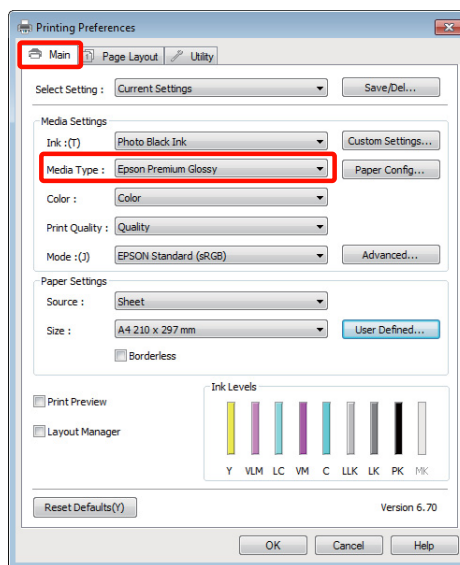 Printing Preferences
Main Page Layout Utility
Select Setting : Current Settings Save/Del...
Media Settings
Ink :(T) Photo Black Ink Custom Settings...
Media Type : Epson Premium Glossy Paper Config...
Color : Color
Print Quality : Quality
Mode :(J) EPSON Standard (sRGB) Advanced...
Paper Settings
Source : Sheet
Size : A4 210 x 297 mm User Defined...
Borderless
Ink Levels
Print Preview
Layout Manager
Y VLM LC VM C LLK LK PK MK
Reset Defaults(Y) Version 6.70
OK Cancel Help